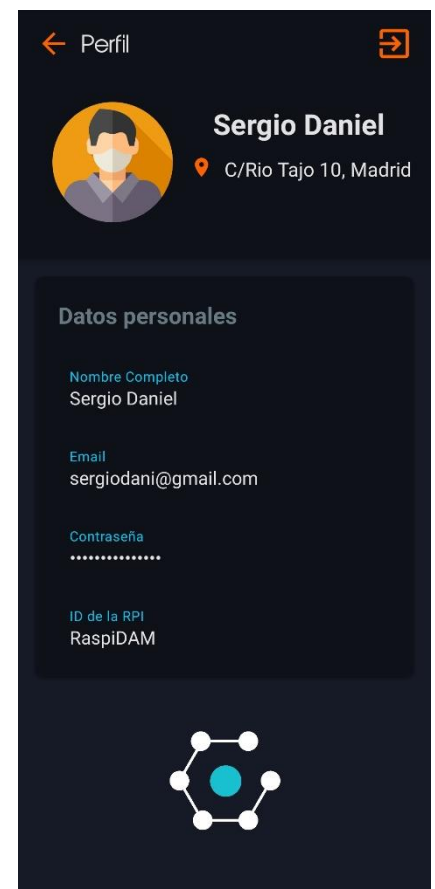 Perfil
Sergio Daniel
C/Rio Tajo 10, Madrid
Datos personales
Nombre Completo
Sergio Daniel
Email
sergiodani@gmail.com
Contraseña
•••••••••••••••
ID de la RPI
RaspiDAM